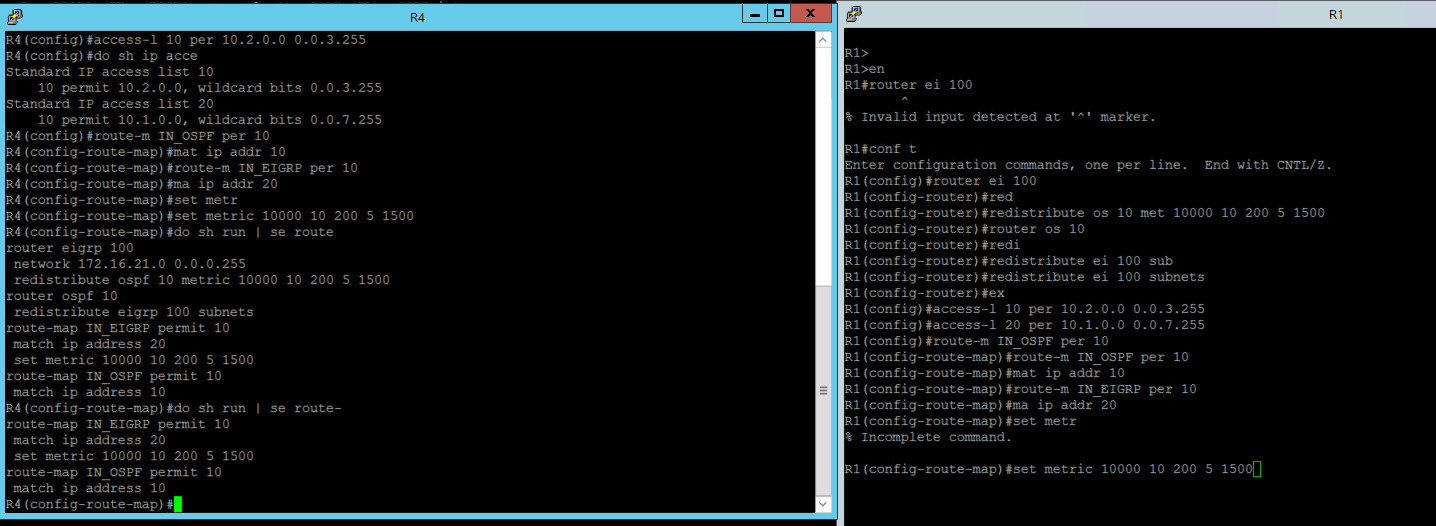 R4
R4(config)#access-l 10 per 10.2.0.0 0.0.3.255
R4(config)#do sh ip acce
Standard IP access list 10
    10 permit 10.2.0.0, wildcard bits 0.0.3.255
Standard IP access list 20
    10 permit 10.1.0.0, wildcard bits 0.0.7.255
R4(config)#route-m IN_OSPF per 10
R4(config-route-map)#mat ip addr 10
R4(config-route-map)#route-m IN_EIGRP per 10
R4(config-route-map)#ma ip addr 20
R4(config-route-map)#set metr
R4(config-route-map)#set metric 10000 10 200 5 1500
R4(config-route-map)#do sh run | se route
router eigrp 100
 network 172.16.21.0 0.0.0.255
 redistribute ospf 10 metric 10000 10 200 5 1500
router ospf 10
 redistribute eigrp 100 subnets
route-map IN_EIGRP permit 10
 match ip address 20
 set metric 10000 10 200 5 1500
route-map IN_OSPF permit 10
 match ip address 10
R4(config-route-map)#do sh run | se route-
route-map IN_EIGRP permit 10
 match ip address 20
 set metric 10000 10 200 5 1500
route-map IN_OSPF permit 10
 match ip address 10
R4(config-route-map)#
R1
R1>
R1>en
R1#router ei 100
       ^
% Invalid input detected at '^' marker.
R1#conf t
Enter configuration commands, one per line.  End with CNTL/Z.
R1(config)#router ei 100
R1(config-router)#red
R1(config-router)#redistribute os 10 met 10000 10 200 5 1500
R1(config-router)#router os 10
R1(config-router)#redi
R1(config-router)#redistribute ei 100 sub
R1(config-router)#redistribute ei 100 subnets
R1(config-router)#ex
R1(config)#access-l 10 per 10.2.0.0 0.0.3.255
R1(config)#access-l 20 per 10.1.0.0 0.0.7.255
R1(config)#route-m IN_OSPF per 10
R1(config-route-map)#route-m IN_OSPF per 10
R1(config-route-map)#mat ip addr 10
R1(config-route-map)#route-m IN_EIGRP per 10
R1(config-route-map)#ma ip addr 20
R1(config-route-map)#set metr
% Incomplete command.
R1(config-route-map)#set metric 10000 10 200 5 1500